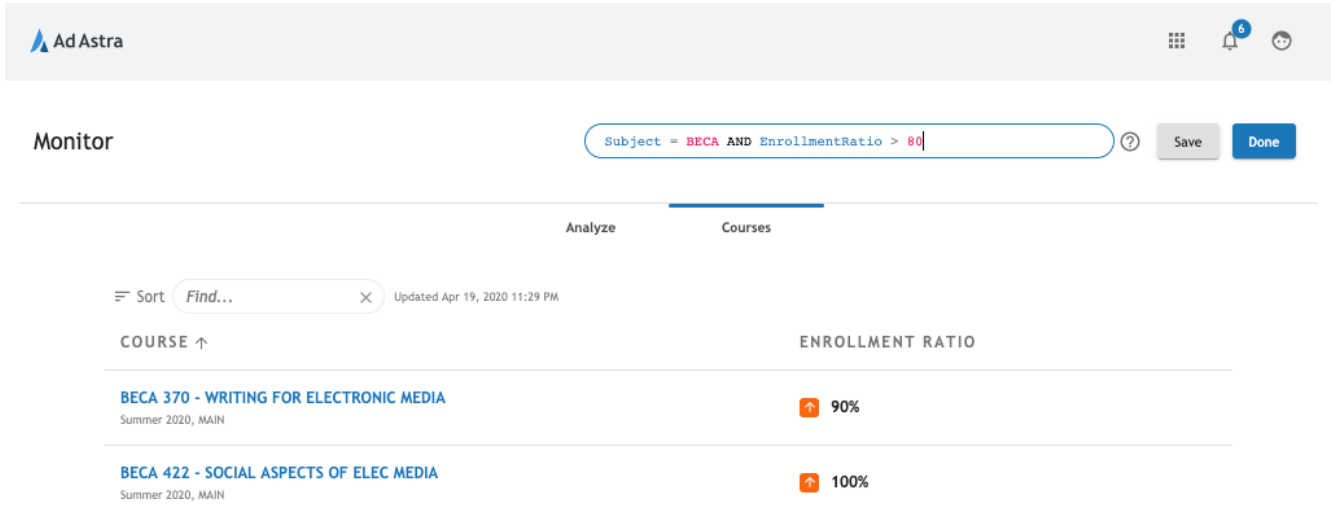 Ad Astra
6
Monitor
Subject = BECA AND EnrollmentRatio > 80
?
Save
Done
Analyze
Courses
Sort
Find...
Updated Apr 19, 2020 11:29 PM
COURSE ↑
ENROLLMENT RATIO
BECA 370 - WRITING FOR ELECTRONIC MEDIA
Summer 2020, MAIN
90%
BECA 422 - SOCIAL ASPECTS OF ELEC MEDIA
Summer 2020, MAIN
100%